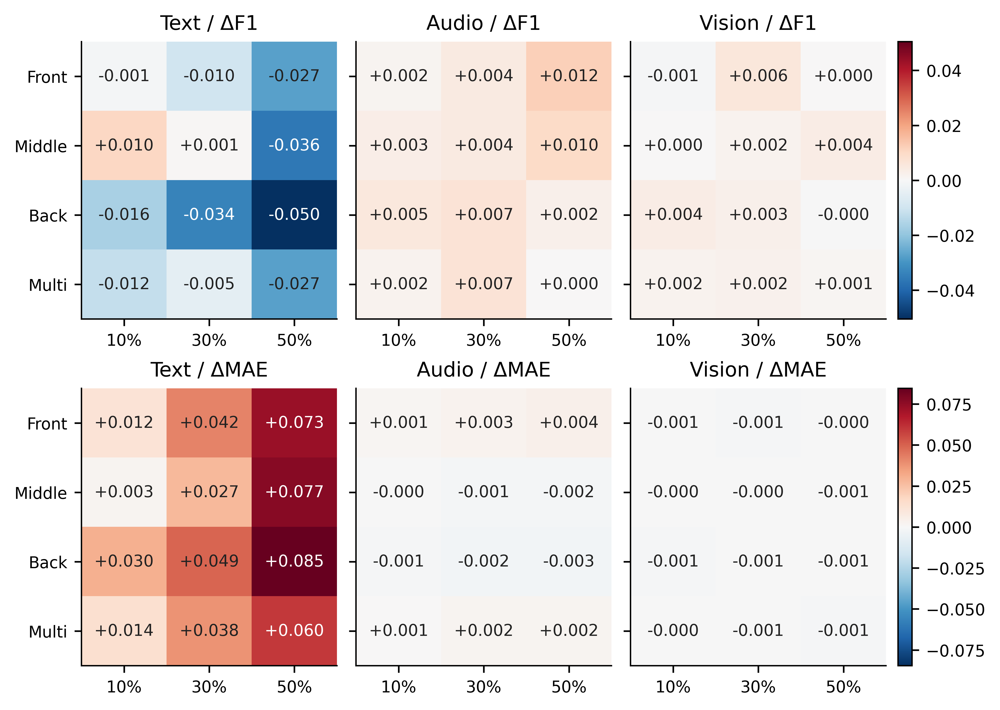 Text / ΔF1 Audio / ΔF1 Vision / ΔF1
Front -0.001 -0.010 -0.027 +0.002 +0.004 +0.012 -0.001 +0.006 +0.000
Middle +0.010 +0.001 -0.036 +0.003 +0.004 +0.010 +0.000 +0.002 +0.004
Back -0.016 -0.034 -0.050 +0.005 +0.007 +0.002 +0.004 +0.003 -0.000
Multi -0.012 -0.005 -0.027 +0.002 +0.007 +0.000 +0.002 +0.002 +0.001
10% 30% 50% 10% 30% 50% 10% 30% 50%
0.04
0.02
0.00
−0.02
−0.04
Text / ΔMAE Audio / ΔMAE Vision / ΔMAE
Front +0.012 +0.042 +0.073 +0.001 +0.003 +0.004 -0.001 -0.001 -0.000
Middle +0.003 +0.027 +0.077 -0.000 -0.001 -0.002 -0.000 -0.000 -0.001
Back +0.030 +0.049 +0.085 -0.001 -0.002 -0.003 -0.001 -0.001 -0.001
Multi +0.014 +0.038 +0.060 +0.001 +0.002 +0.002 -0.000 -0.001 -0.001
10% 30% 50% 10% 30% 50% 10% 30% 50%
0.075
0.050
0.025
0.000
−0.025
−0.050
−0.075